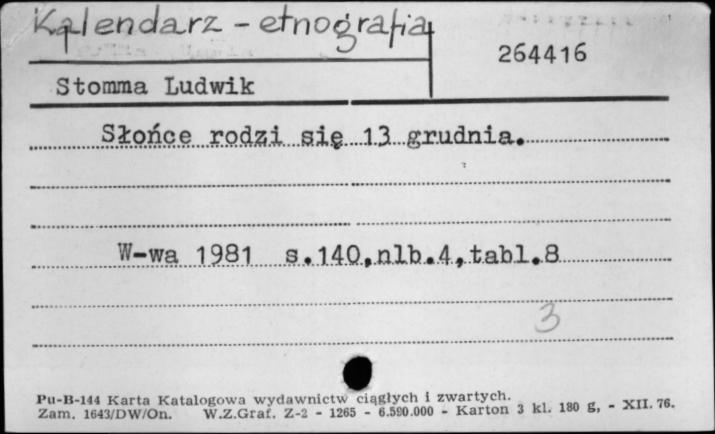 Kalendarz - etnografia
264416
Stomma Ludwik
Słońce rodzi się 13 grudnia.
W-wa 1981 s.140,nlb.4,tabl.8
3
Pu-B-144 Karta Katalogowa wydawnictw ciągłych i zwartych.
Zam. 1643/DW/On. W.Z.Graf. Z-2 - 1265 - 6.590.000 - Karton 3 kl. 180 g, - XII. 76.